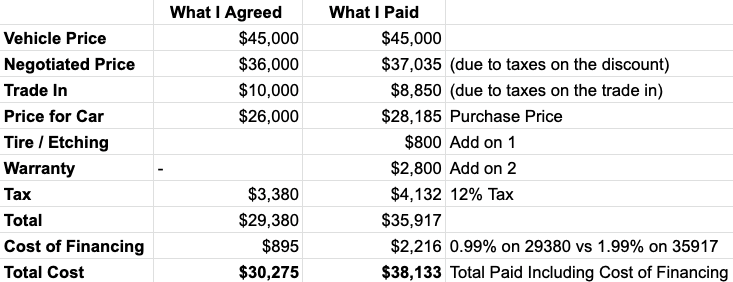 What I Agreed What I Paid
Vehicle Price $45,000 $45,000
Negotiated Price $36,000 $37,035 (due to taxes on the discount)
Trade In $10,000 $8,850 (due to taxes on the trade in)
Price for Car $26,000 $28,185 Purchase Price
Tire / Etching $800 Add on 1
Warranty - $2,800 Add on 2
Tax $3,380 $4,132 12% Tax
Total $29,380 $35,917
Cost of Financing $895 $2,216 0.99% on 29380 vs 1.99% on 35917
Total Cost $30,275 $38,133 Total Paid Including Cost of Financing